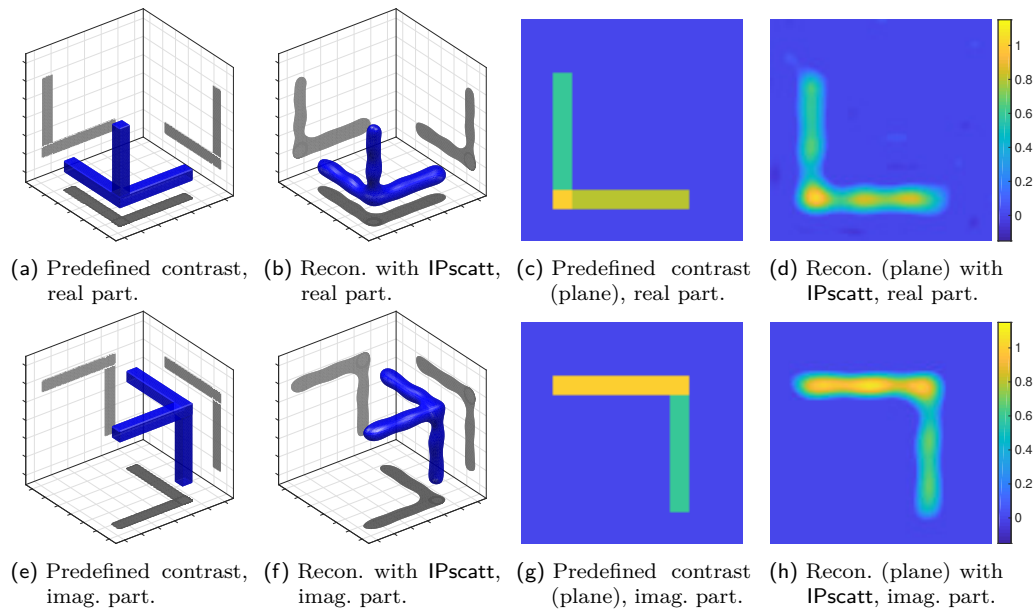 1
0.8
0.6
0.4
0.2
0
(a) Predefined contrast,
real part.
(b) Recon. with IPscatt,
real part.
(c) Predefined contrast
(plane), real part.
(d) Recon. (plane) with
IPscatt, real part.
1
0.8
0.6
0.4
0.2
0
(e) Predefined contrast,
imag. part.
(f) Recon. with IPscatt,
imag. part.
(g) Predefined contrast
(plane), imag. part.
(h) Recon. (plane) with
IPscatt, imag. part.